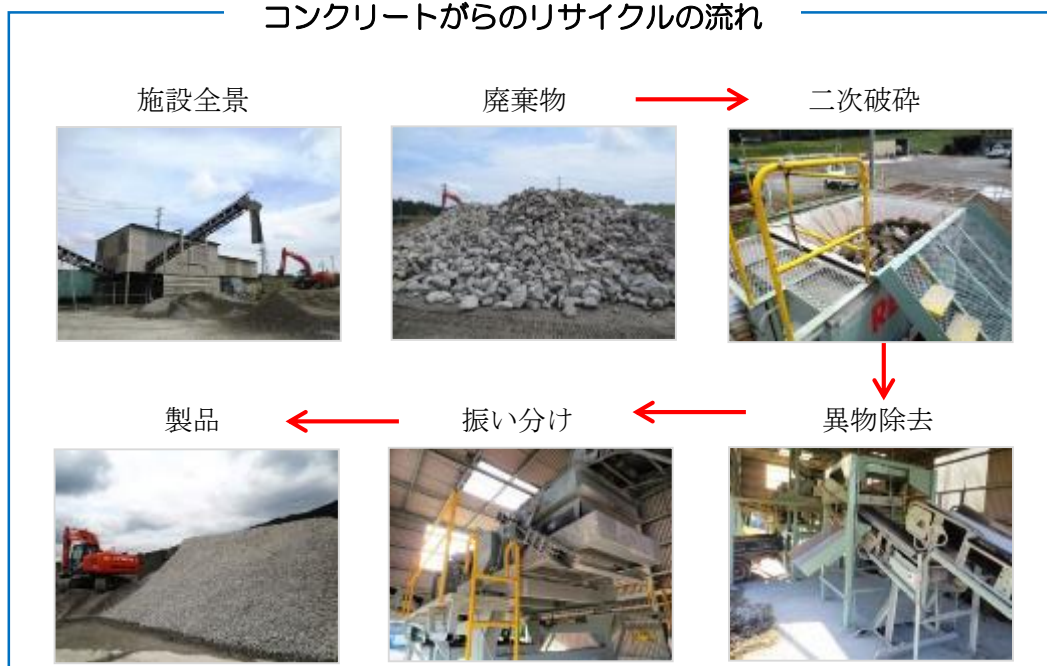 コンクリートがらのリサイクルの流れ
施設全景
廃棄物
二次破砕
製品
振い分け
異物除去